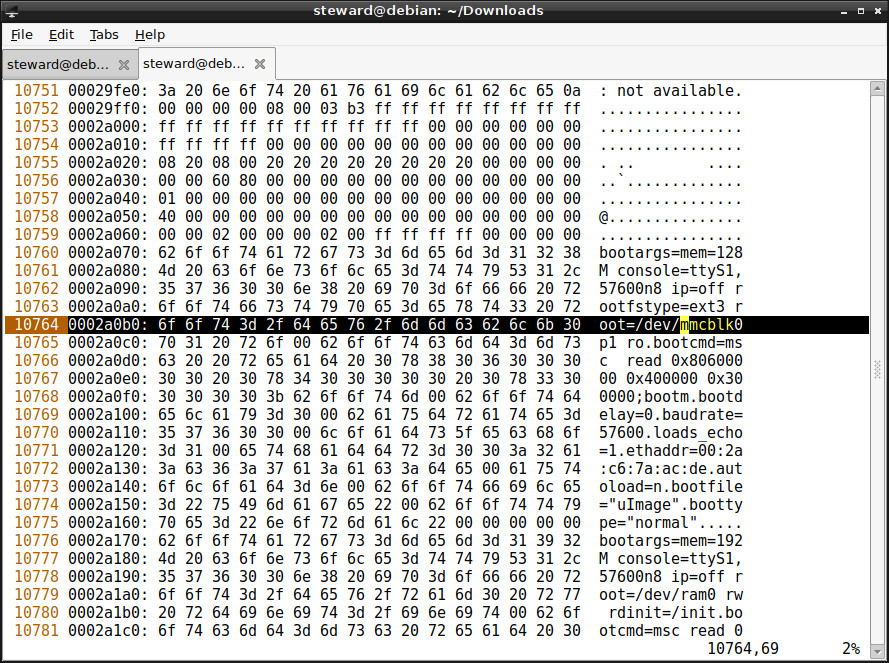 steward@debian: ~/Downloads
File Edit Tabs Help
steward@deb... steward@deb...
10751 00029fe0: 3a 20 6e 6f 74 20 61 76 61 69 6c 61 62 6c 65 0a : not available.
10752 00029ff0: 00 00 00 00 08 00 03 b3 ff ff ff ff ff ff ff ff ................
10753 0002a000: ff ff ff ff ff ff ff ff ff ff 00 00 00 00 00 00 ................
10754 0002a010: ff ff ff ff 00 00 00 00 00 00 00 00 00 00 00 00 ................
10755 0002a020: 08 20 08 00 20 20 20 20 20 20 20 20 00 00 00 00 . ..        ....
10756 0002a030: 00 00 60 80 00 00 00 00 00 00 00 00 00 00 00 00 ..`.............
10757 0002a040: 01 00 00 00 00 00 00 00 00 00 00 00 00 00 00 00 ................
10758 0002a050: 40 00 00 00 00 00 00 00 00 00 00 00 00 00 00 00 @...............
10759 0002a060: 00 00 02 00 00 00 02 00 ff ff ff ff 00 00 00 00 ................
10760 0002a070: 62 6f 6f 74 61 72 67 73 3d 6d 65 6d 3d 31 32 38 bootargs=mem=128
10761 0002a080: 4d 20 63 6f 6e 73 6f 6c 65 3d 74 74 79 53 31 2c M console=ttyS1,
10762 0002a090: 35 37 36 30 30 6e 38 20 69 70 3d 6f 66 66 20 72 57600n8 ip=off r
10763 0002a0a0: 6f 6f 74 66 73 74 79 70 65 3d 65 78 74 33 20 72 ootfstype=ext3 r
10764 0002a0b0: 6f 6f 74 3d 2f 64 65 76 2f 6d 6d 63 62 6c 6b 30 oot=/dev/mmcblk0
10765 0002a0c0: 70 31 20 72 6f 00 62 6f 6f 74 63 6d 64 3d 6d 73 p1 ro.bootcmd=ms
10766 0002a0d0: 63 20 20 72 65 61 64 20 30 78 38 30 36 30 30 30 c  read 0x806000
10767 0002a0e0: 30 30 20 30 78 34 30 30 30 30 30 20 30 78 33 30 00 0x400000 0x30
10768 0002a0f0: 30 30 30 30 3b 62 6f 6f 74 6d 00 62 6f 6f 74 64 0000;bootm.bootd
10769 0002a100: 65 6c 61 79 3d 30 00 62 61 75 64 72 61 74 65 3d elay=0.baudrate=
10770 0002a110: 35 37 36 30 30 00 6c 6f 61 64 73 5f 65 63 68 6f 57600.loads_echo
10771 0002a120: 3d 31 00 65 74 68 61 64 64 72 3d 30 30 3a 32 61 =1.ethaddr=00:2a
10772 0002a130: 3a 63 36 3a 37 61 3a 61 63 3a 64 65 00 61 75 74 :c6:7a:ac:de.aut
10773 0002a140: 6f 6c 6f 61 64 3d 6e 00 62 6f 6f 74 66 69 6c 65 oload=n.bootfile
10774 0002a150: 3d 22 75 49 6d 61 67 65 22 00 62 6f 6f 74 74 79 ="uImage".bootty
10775 0002a160: 70 65 3d 22 6e 6f 72 6d 61 6c 22 00 00 00 00 00 pe="normal".....
10776 0002a170: 62 6f 6f 74 61 72 67 73 3d 6d 65 6d 3d 31 39 32 bootargs=mem=192
10777 0002a180: 4d 20 63 6f 6e 73 6f 6c 65 3d 74 74 79 53 31 2c M console=ttyS1,
10778 0002a190: 35 37 36 30 30 6e 38 20 69 70 3d 6f 66 66 20 72 57600n8 ip=off r
10779 0002a1a0: 6f 6f 74 3d 2f 64 65 76 2f 72 61 6d 30 20 72 77 oot=/dev/ram0 rw
10780 0002a1b0: 20 72 64 69 6e 69 74 3d 2f 69 6e 69 74 00 62 6f  rdinit=/init.bo
10781 0002a1c0: 6f 74 63 6d 64 3d 6d 73 63 20 72 65 61 64 20 30 otcmd=msc read 0
10764,69 2%